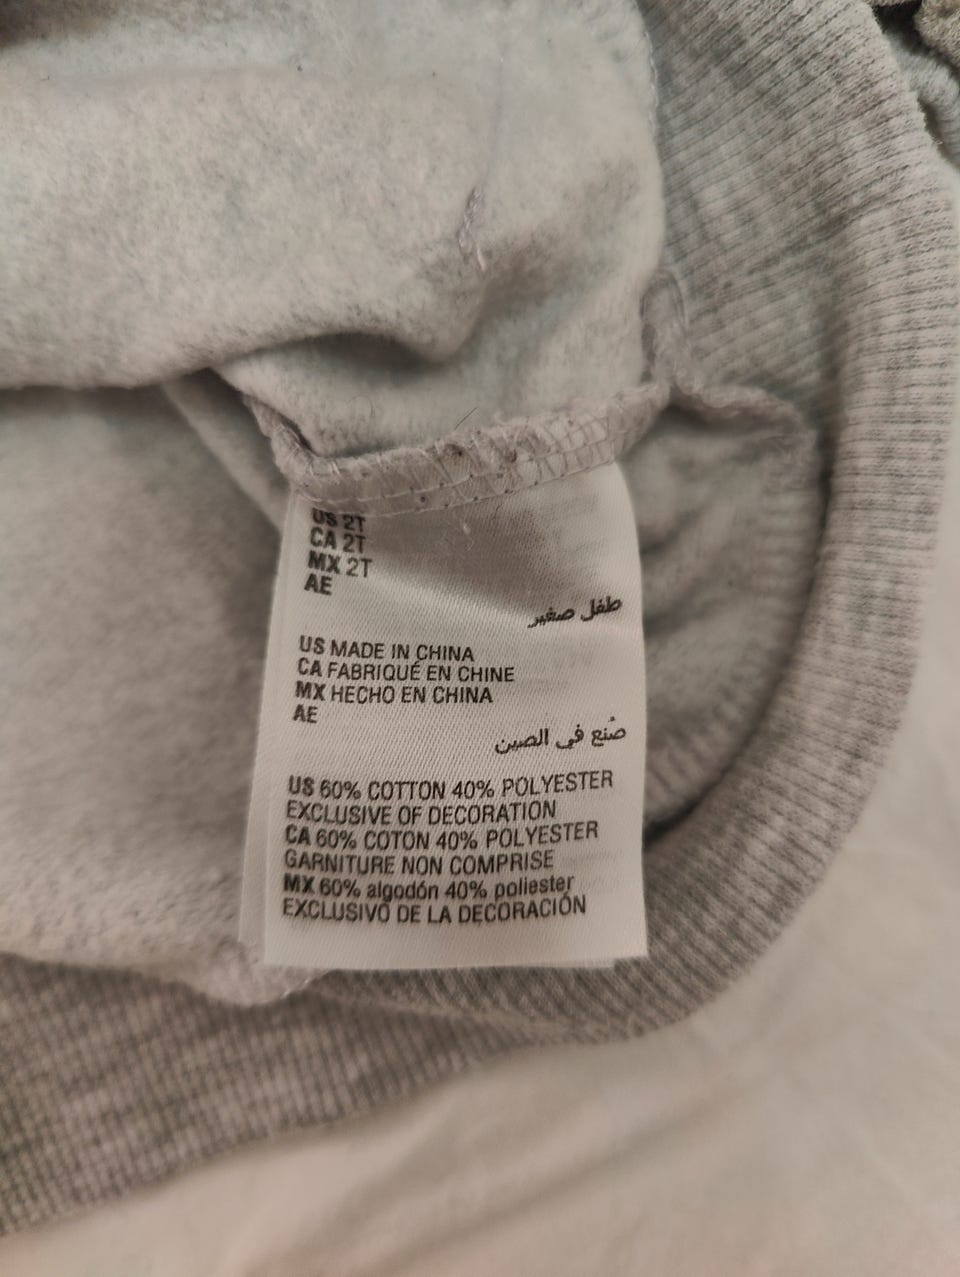 US 2T
CA 2T
MX 2T
AE
طفل صغير
US MADE IN CHINA
CA FABRIQUÉ EN CHINE
MX HECHO EN CHINA
AE
صُنع في الصين
US 60% COTTON 40% POLYESTER
EXCLUSIVE OF DECORATION
CA 60% COTON 40% POLYESTER
GARNITURE NON COMPRISE
MX 60% algodón 40% poliester
EXCLUSIVO DE LA DECORACIÓN